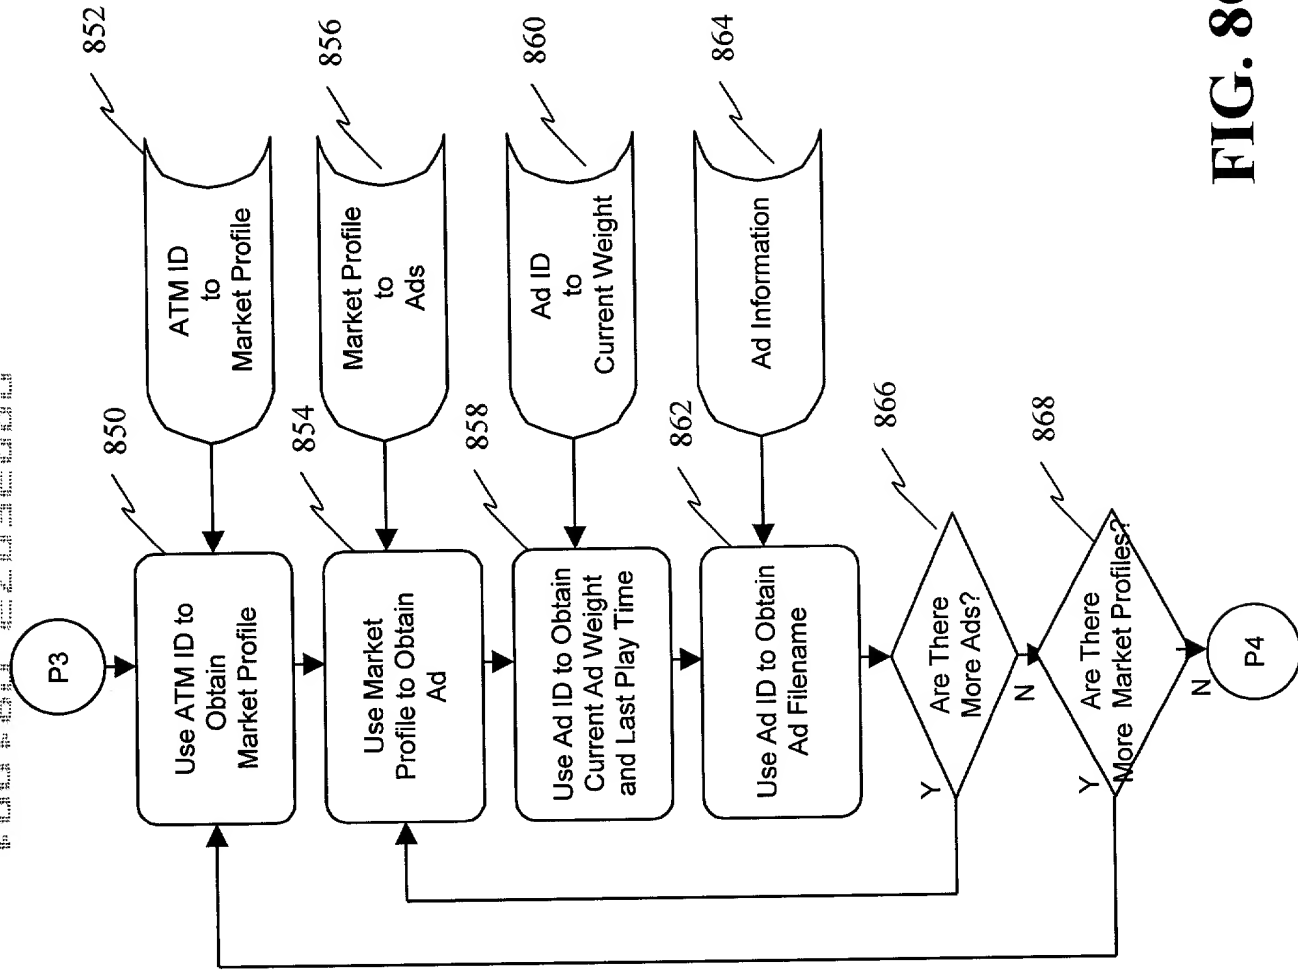 P3
850
Use ATM ID to
Obtain
Market Profile
852
ATM ID
to
Market Profile
854
Use Market
Profile to Obtain
Ad
856
Market Profile
to
Ads
858
Use Ad ID to Obtain
Current Ad Weight
and Last Play Time
860
Ad ID
to
Current Weight
862
Use Ad ID to Obtain
Ad Filename
864
Ad Information
866
Are There
More Ads?
Y
N
868
Are There
More Market Profiles?
Y
N
P4
FIG.